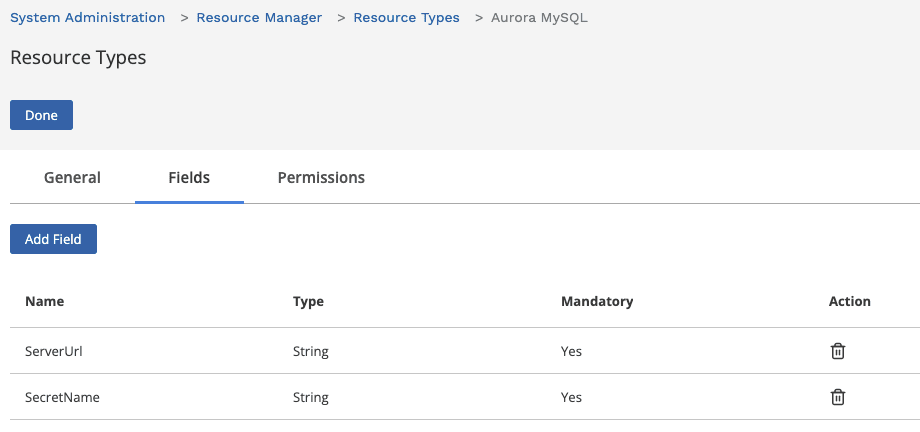 System Administration > Resource Manager > Resource Types > Aurora MySQL
Resource Types
Done
General Fields Permissions
Add Field
Name Type Mandatory Action
ServerUrl String Yes
SecretName String Yes